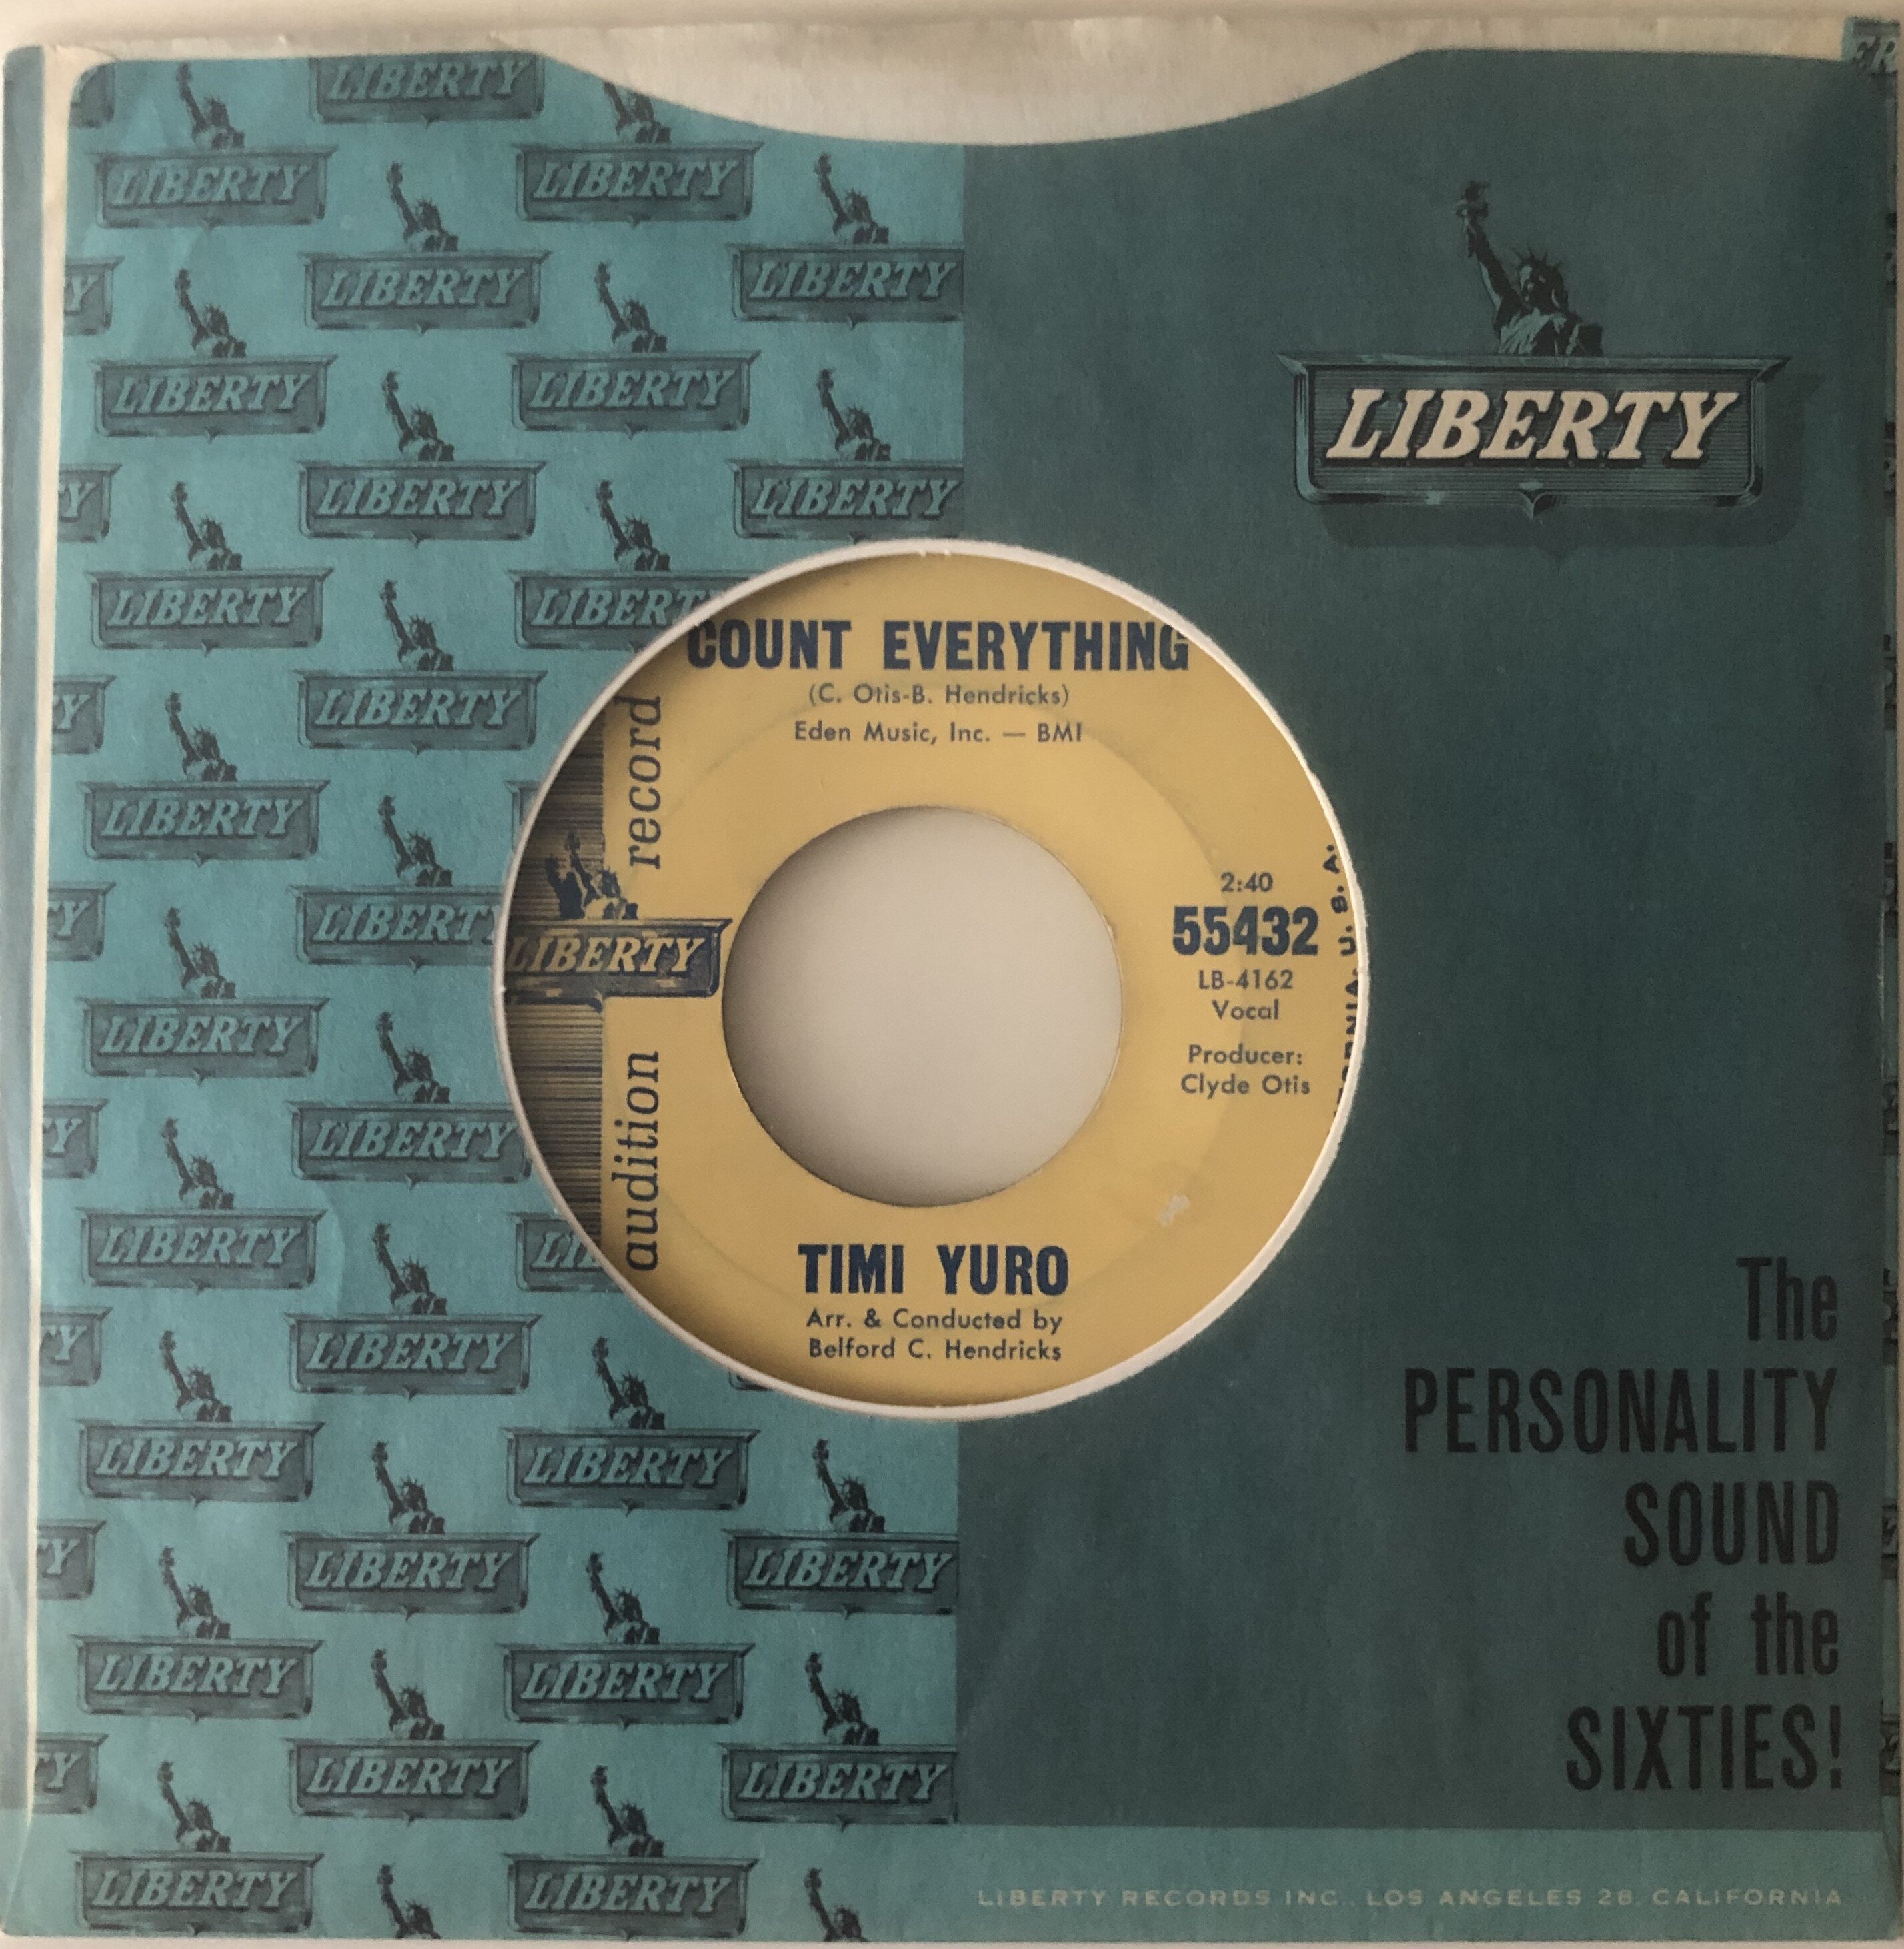 LIBERTY
COUNT EVERYTHING
(C. Otis-B. Hendricks)
Eden Music, Inc. — BMI
audition record
LIBERTY
2:40
55432
LB-4162
Vocal
Producer:
Clyde Otis
U. S. A.
TIMI YURO
Arr. & Conducted by
Belford C. Hendricks
The
PERSONALITY
SOUND
of the
SIXTIES!
LIBERTY RECORDS INC., LOS ANGELES 28, CALIFORNIA